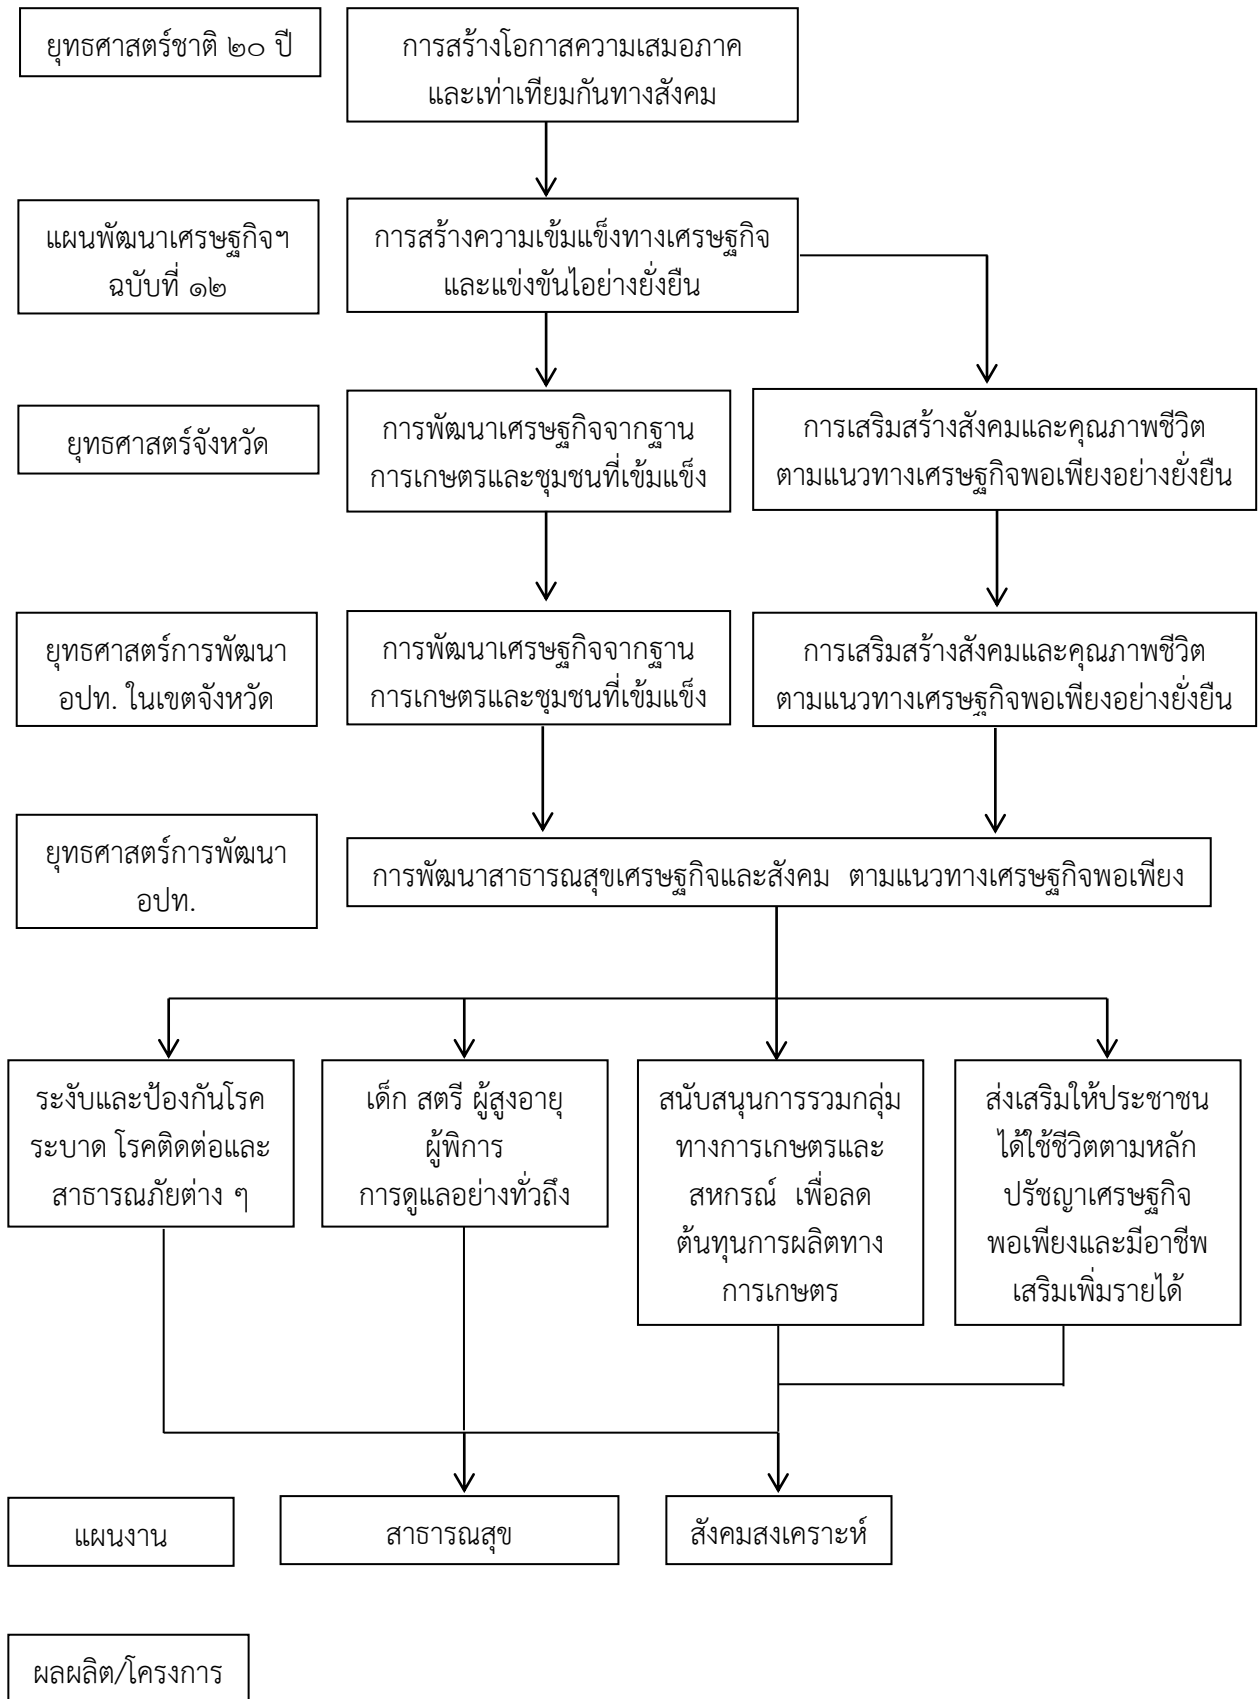 ยุทธศาสตร์ชาติ ๒๐ ปี
การสร้างโอกาสความเสมอภาค
และเท่าเทียมกันทางสังคม
แผนพัฒนาเศรษฐกิจฯ
ฉบับที่ ๑๒
การสร้างความเข้มแข็งทางเศรษฐกิจ
และแข่งขันไอย่างยั่งยืน
ยุทธศาสตร์จังหวัด
การพัฒนาเศรษฐกิจจากฐาน
การเกษตรและชุมชนที่เข้มแข็ง
การเสริมสร้างสังคมและคุณภาพชีวิต
ตามแนวทางเศรษฐกิจพอเพียงอย่างยั่งยืน
ยุทธศาสตร์การพัฒนา
อปท. ในเขตจังหวัด
การพัฒนาเศรษฐกิจจากฐาน
การเกษตรและชุมชนที่เข้มแข็ง
การเสริมสร้างสังคมและคุณภาพชีวิต
ตามแนวทางเศรษฐกิจพอเพียงอย่างยั่งยืน
ยุทธศาสตร์การพัฒนา
อปท.
การพัฒนาสาธารณสุขเศรษฐกิจและสังคม  ตามแนวทางเศรษฐกิจพอเพียง
ระงับและป้องกันโรค
ระบาด โรคติดต่อและ
สาธารณภัยต่าง ๆ
เด็ก สตรี ผู้สูงอายุ
ผู้พิการ
การดูแลอย่างทั่วถึง
สนับสนุนการรวมกลุ่ม
ทางการเกษตรและ
สหกรณ์  เพื่อลด
ต้นทุนการผลิตทาง
การเกษตร
ส่งเสริมให้ประชาชน
ได้ใช้ชีวิตตามหลัก
ปรัชญาเศรษฐกิจ
พอเพียงและมีอาชีพ
เสริมเพิ่มรายได้
แผนงาน
สาธารณสุข
สังคมสงเคราะห์
ผลผลิต/โครงการ